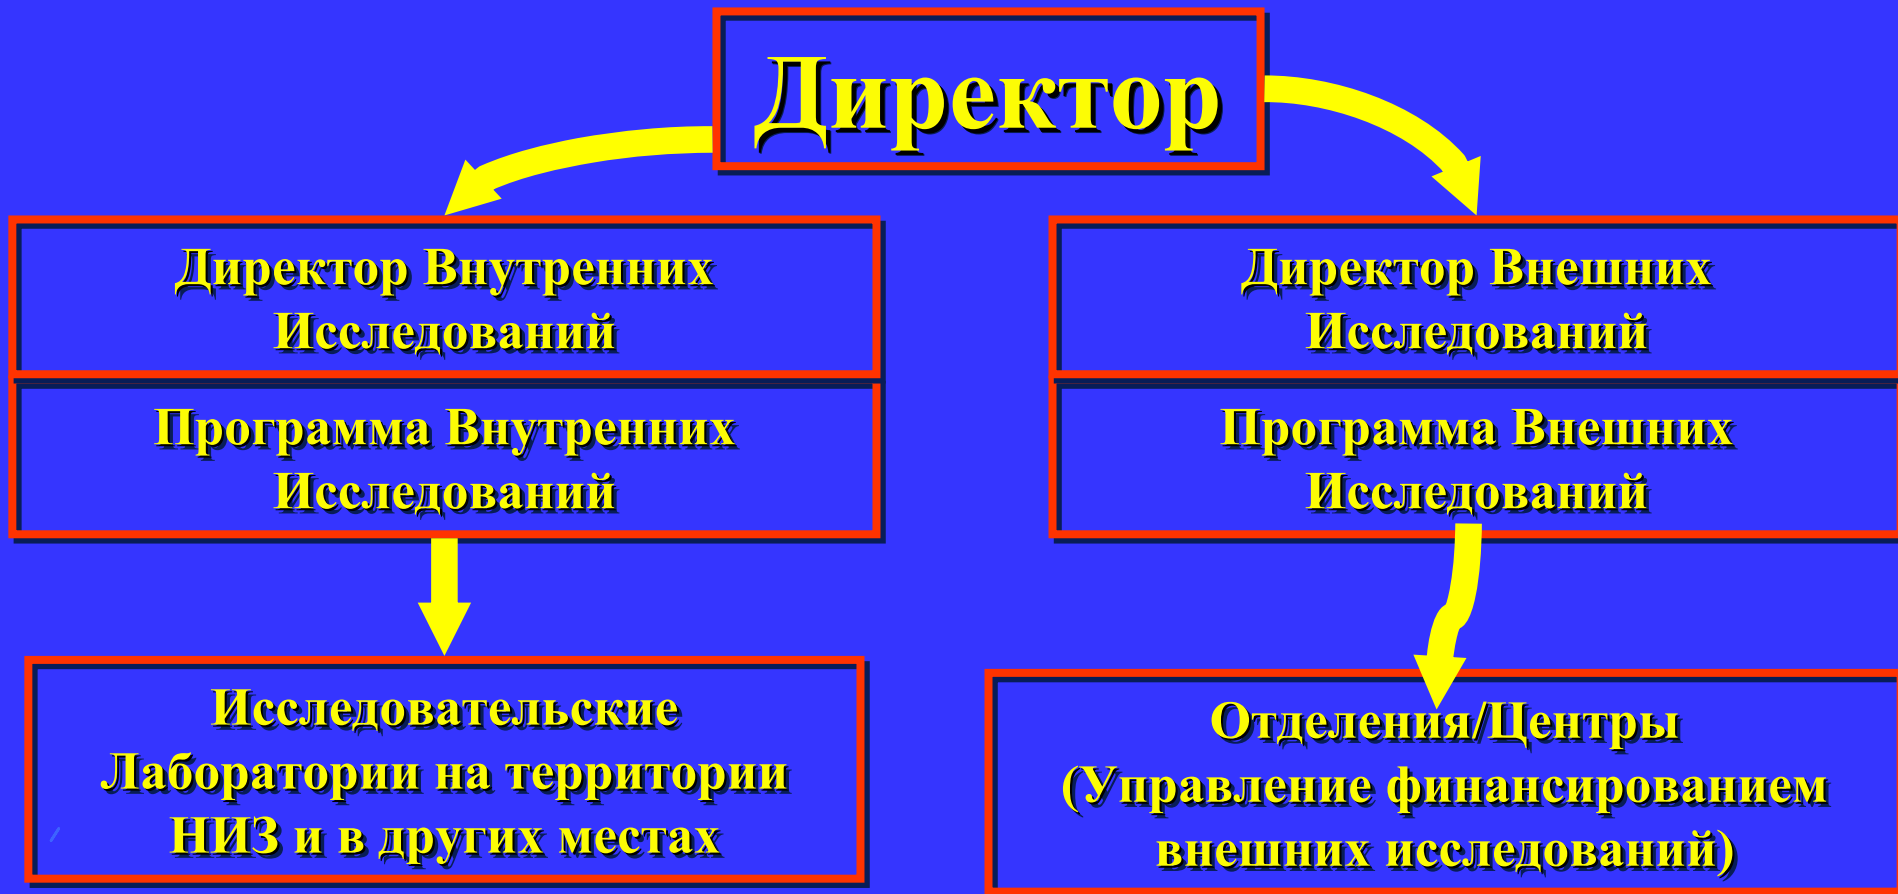 Директор
Директор Внутренних
Исследований
Программа Внутренних
Исследований
Исследовательские
Лаборатории на территории
НИЗ и в других местах
Директор Внешних
Исследований
Программа Внешних
Исследований
Отделения/Центры
(Управление финансированием
внешних исследований)